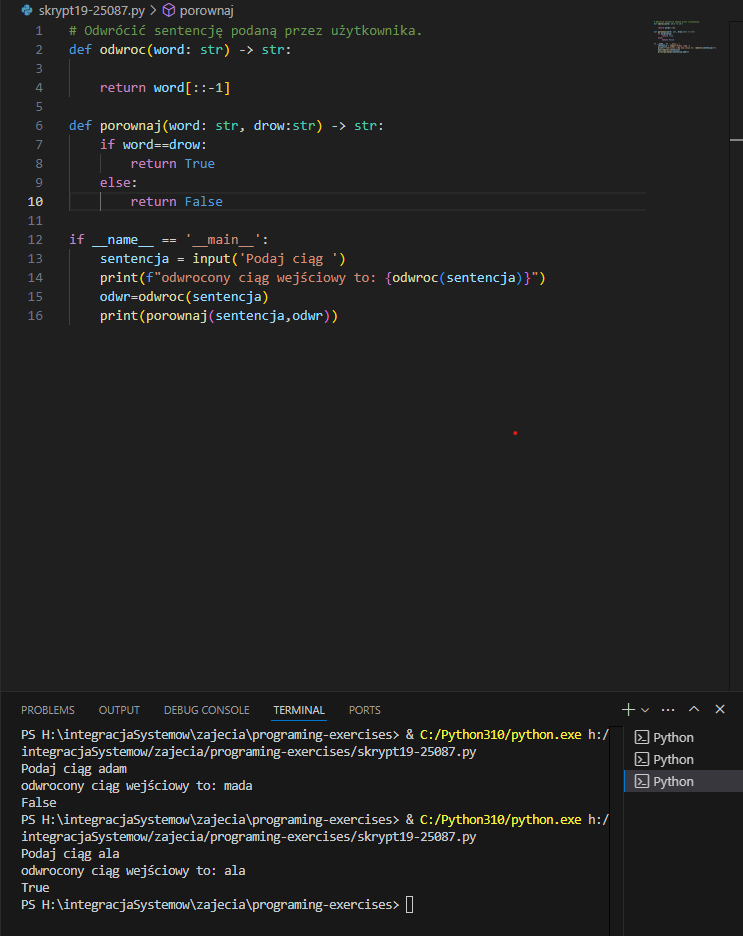 skrypt19-25087.py > porownaj
1 # Odwrócić sentencję podaną przez użytkownika.
2 def odwroc(word: str) -> str:
3
4     return word[::-1]
5
6 def porownaj(word: str, drow:str) -> str:
7     if word==drow:
8         return True
9     else:
10         return False
11
12 if __name__ == '__main__':
13     sentencja = input('Podaj ciąg ')
14     print(f"odwrocony ciąg wejściowy to: {odwroc(sentencja)}")
15     odwr=odwroc(sentencja)
16     print(porownaj(sentencja,odwr))
PROBLEMS OUTPUT DEBUG CONSOLE TERMINAL PORTS
PS H:\integracjaSystemow\zajecia\programing-exercises> & C:/Python310/python.exe h:/
integracjaSystemow/zajecia/programing-exercises/skrypt19-25087.py
Podaj ciąg adam
odwrocony ciąg wejściowy to: mada
False
PS H:\integracjaSystemow\zajecia\programing-exercises> & C:/Python310/python.exe h:/
integracjaSystemow/zajecia/programing-exercises/skrypt19-25087.py
Podaj ciąg ala
odwrocony ciąg wejściowy to: ala
True
PS H:\integracjaSystemow\zajecia\programing-exercises>
Python
Python
Python